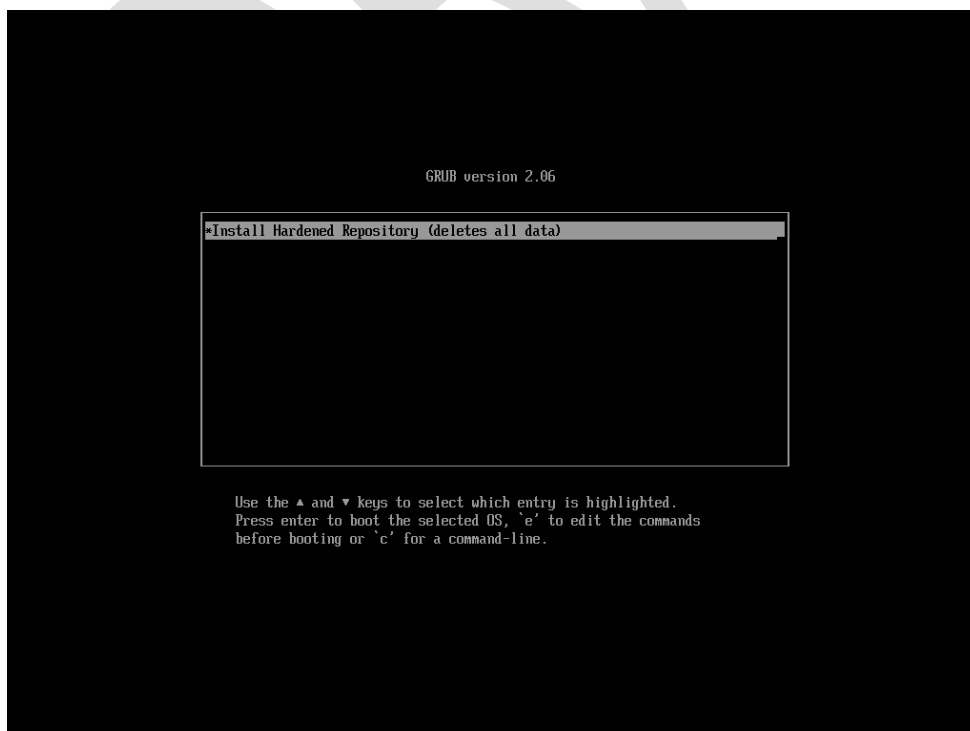 GRUB version 2.06
*Install Hardened Repository (deletes all data)
Use the ▲ and ▼ keys to select which entry is highlighted.
Press enter to boot the selected OS, `e' to edit the commands
before booting or `c' for a command-line.